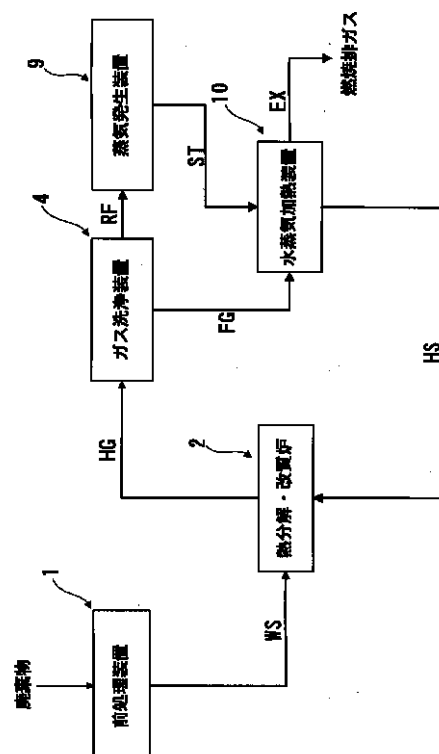 廃棄物
1
前処理装置
WS
2
熱分解・改質炉
HG
4
ガス洗浄装置
RF
9
蒸気発生装置
ST
FG
10
水蒸気加熱装置
EX
燃焼排ガス
HS